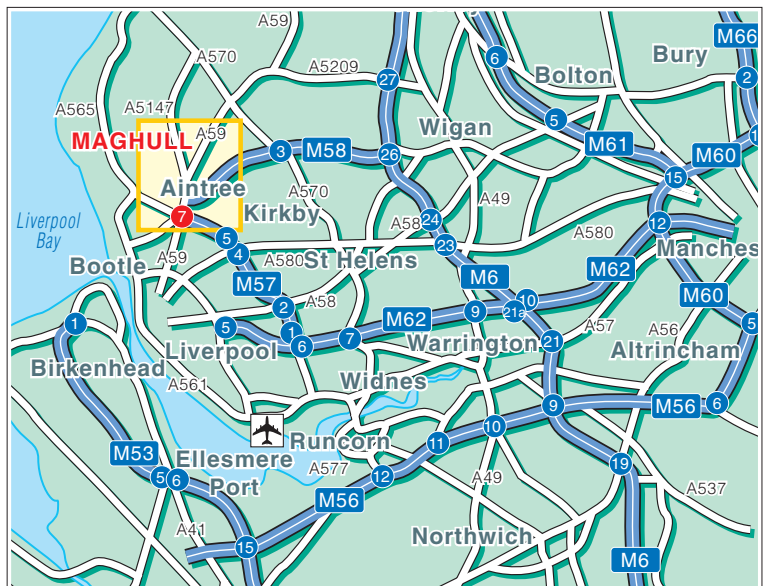 A59
M66
A570
6
Bury
A5209
Bolton
27
2
A565
A5147
5
A59
Wigan
MAGHULL
M61
M60
3
M58
26
15
Aintree
A570
A49
7
Kirkby
Liverpool
Bay
24
A58
12
5
23
A580
4
Manches
A59
A580
St Helens
Bootle
M6
M62
M57
10
M60
2
A58
9
21a
1
5
M62
A57
5
1
A56
6
7
21
Liverpool
Warrington
Altrincham
Birkenhead
Widnes
A561
9
M56
6
10
Runcorn
11
M53
Ellesmere
Port
19
5
6
A577
12
A49
A537
M56
A41
Northwich
15
M6